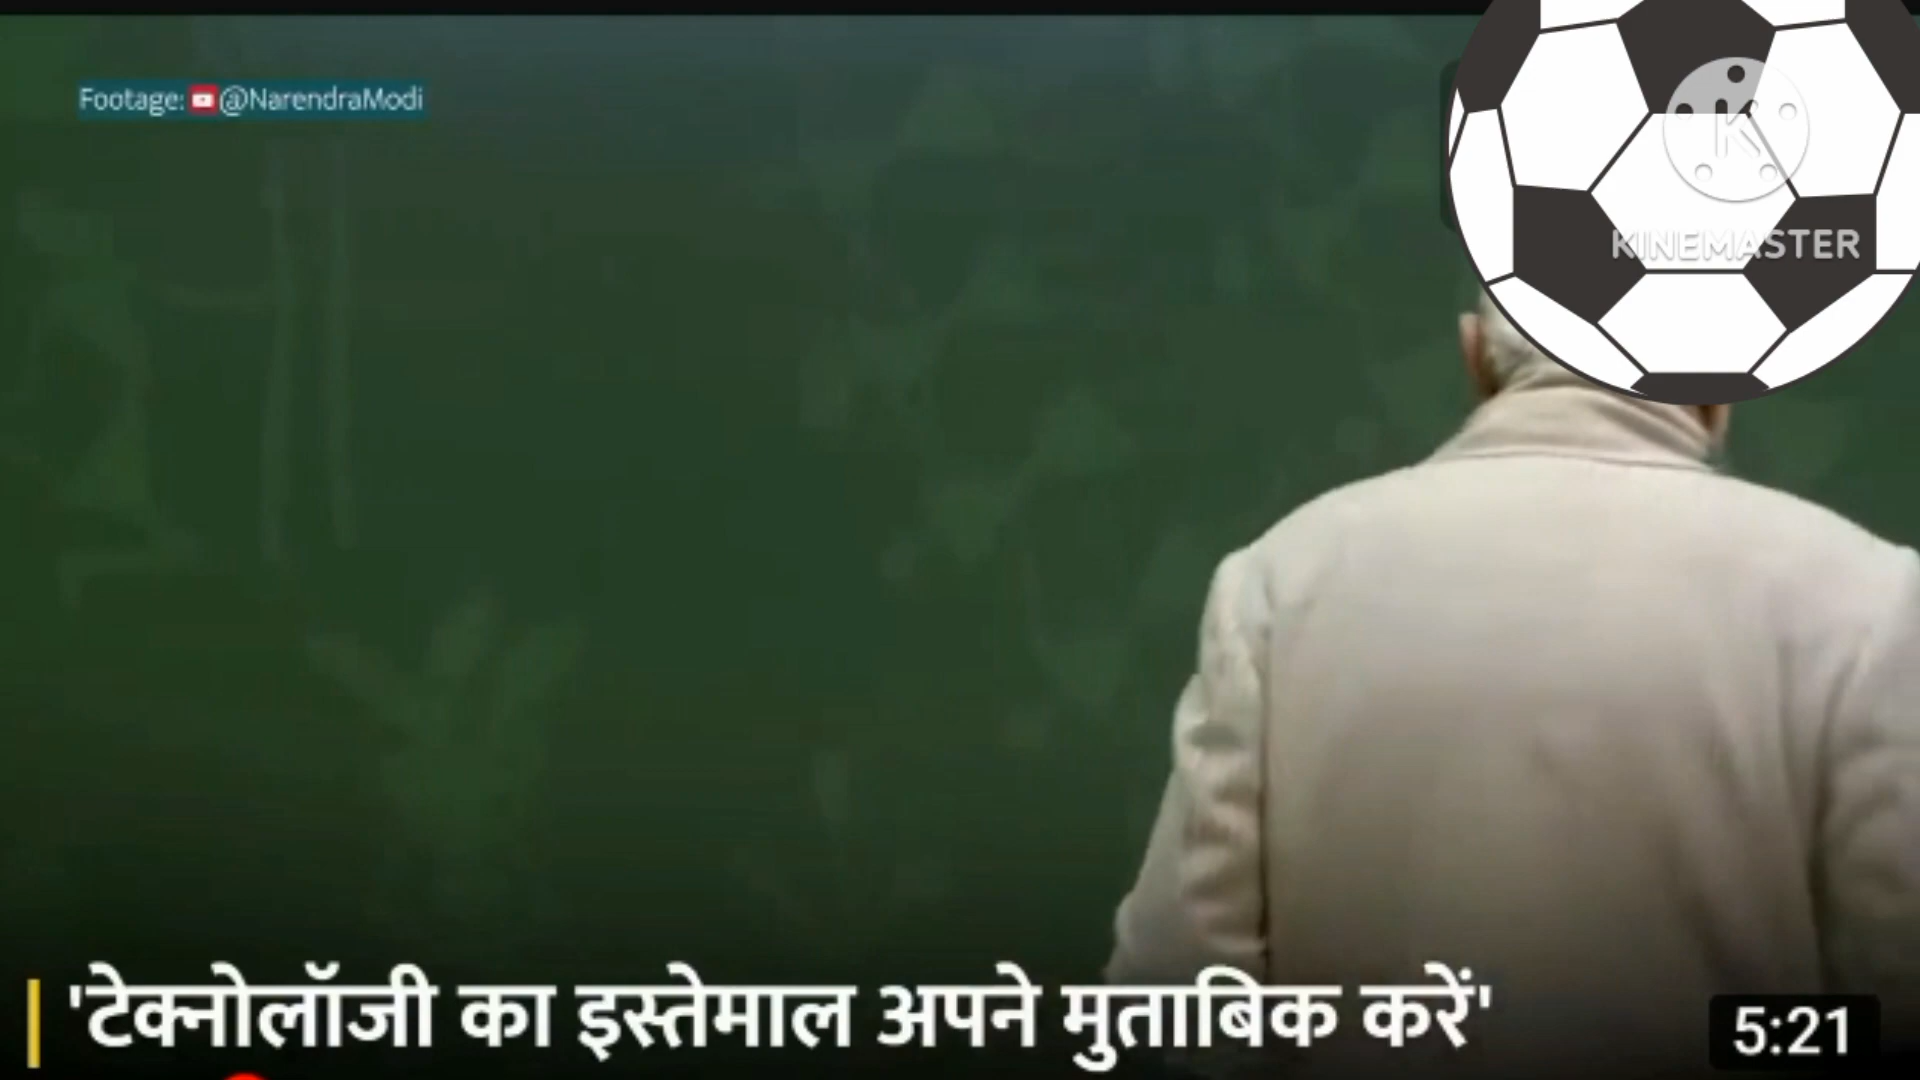 Footage: @NarendraModi
K
KINEMASTER
'टेक्नोलॉजी का इस्तेमाल अपने मुताबिक करें'
5:21